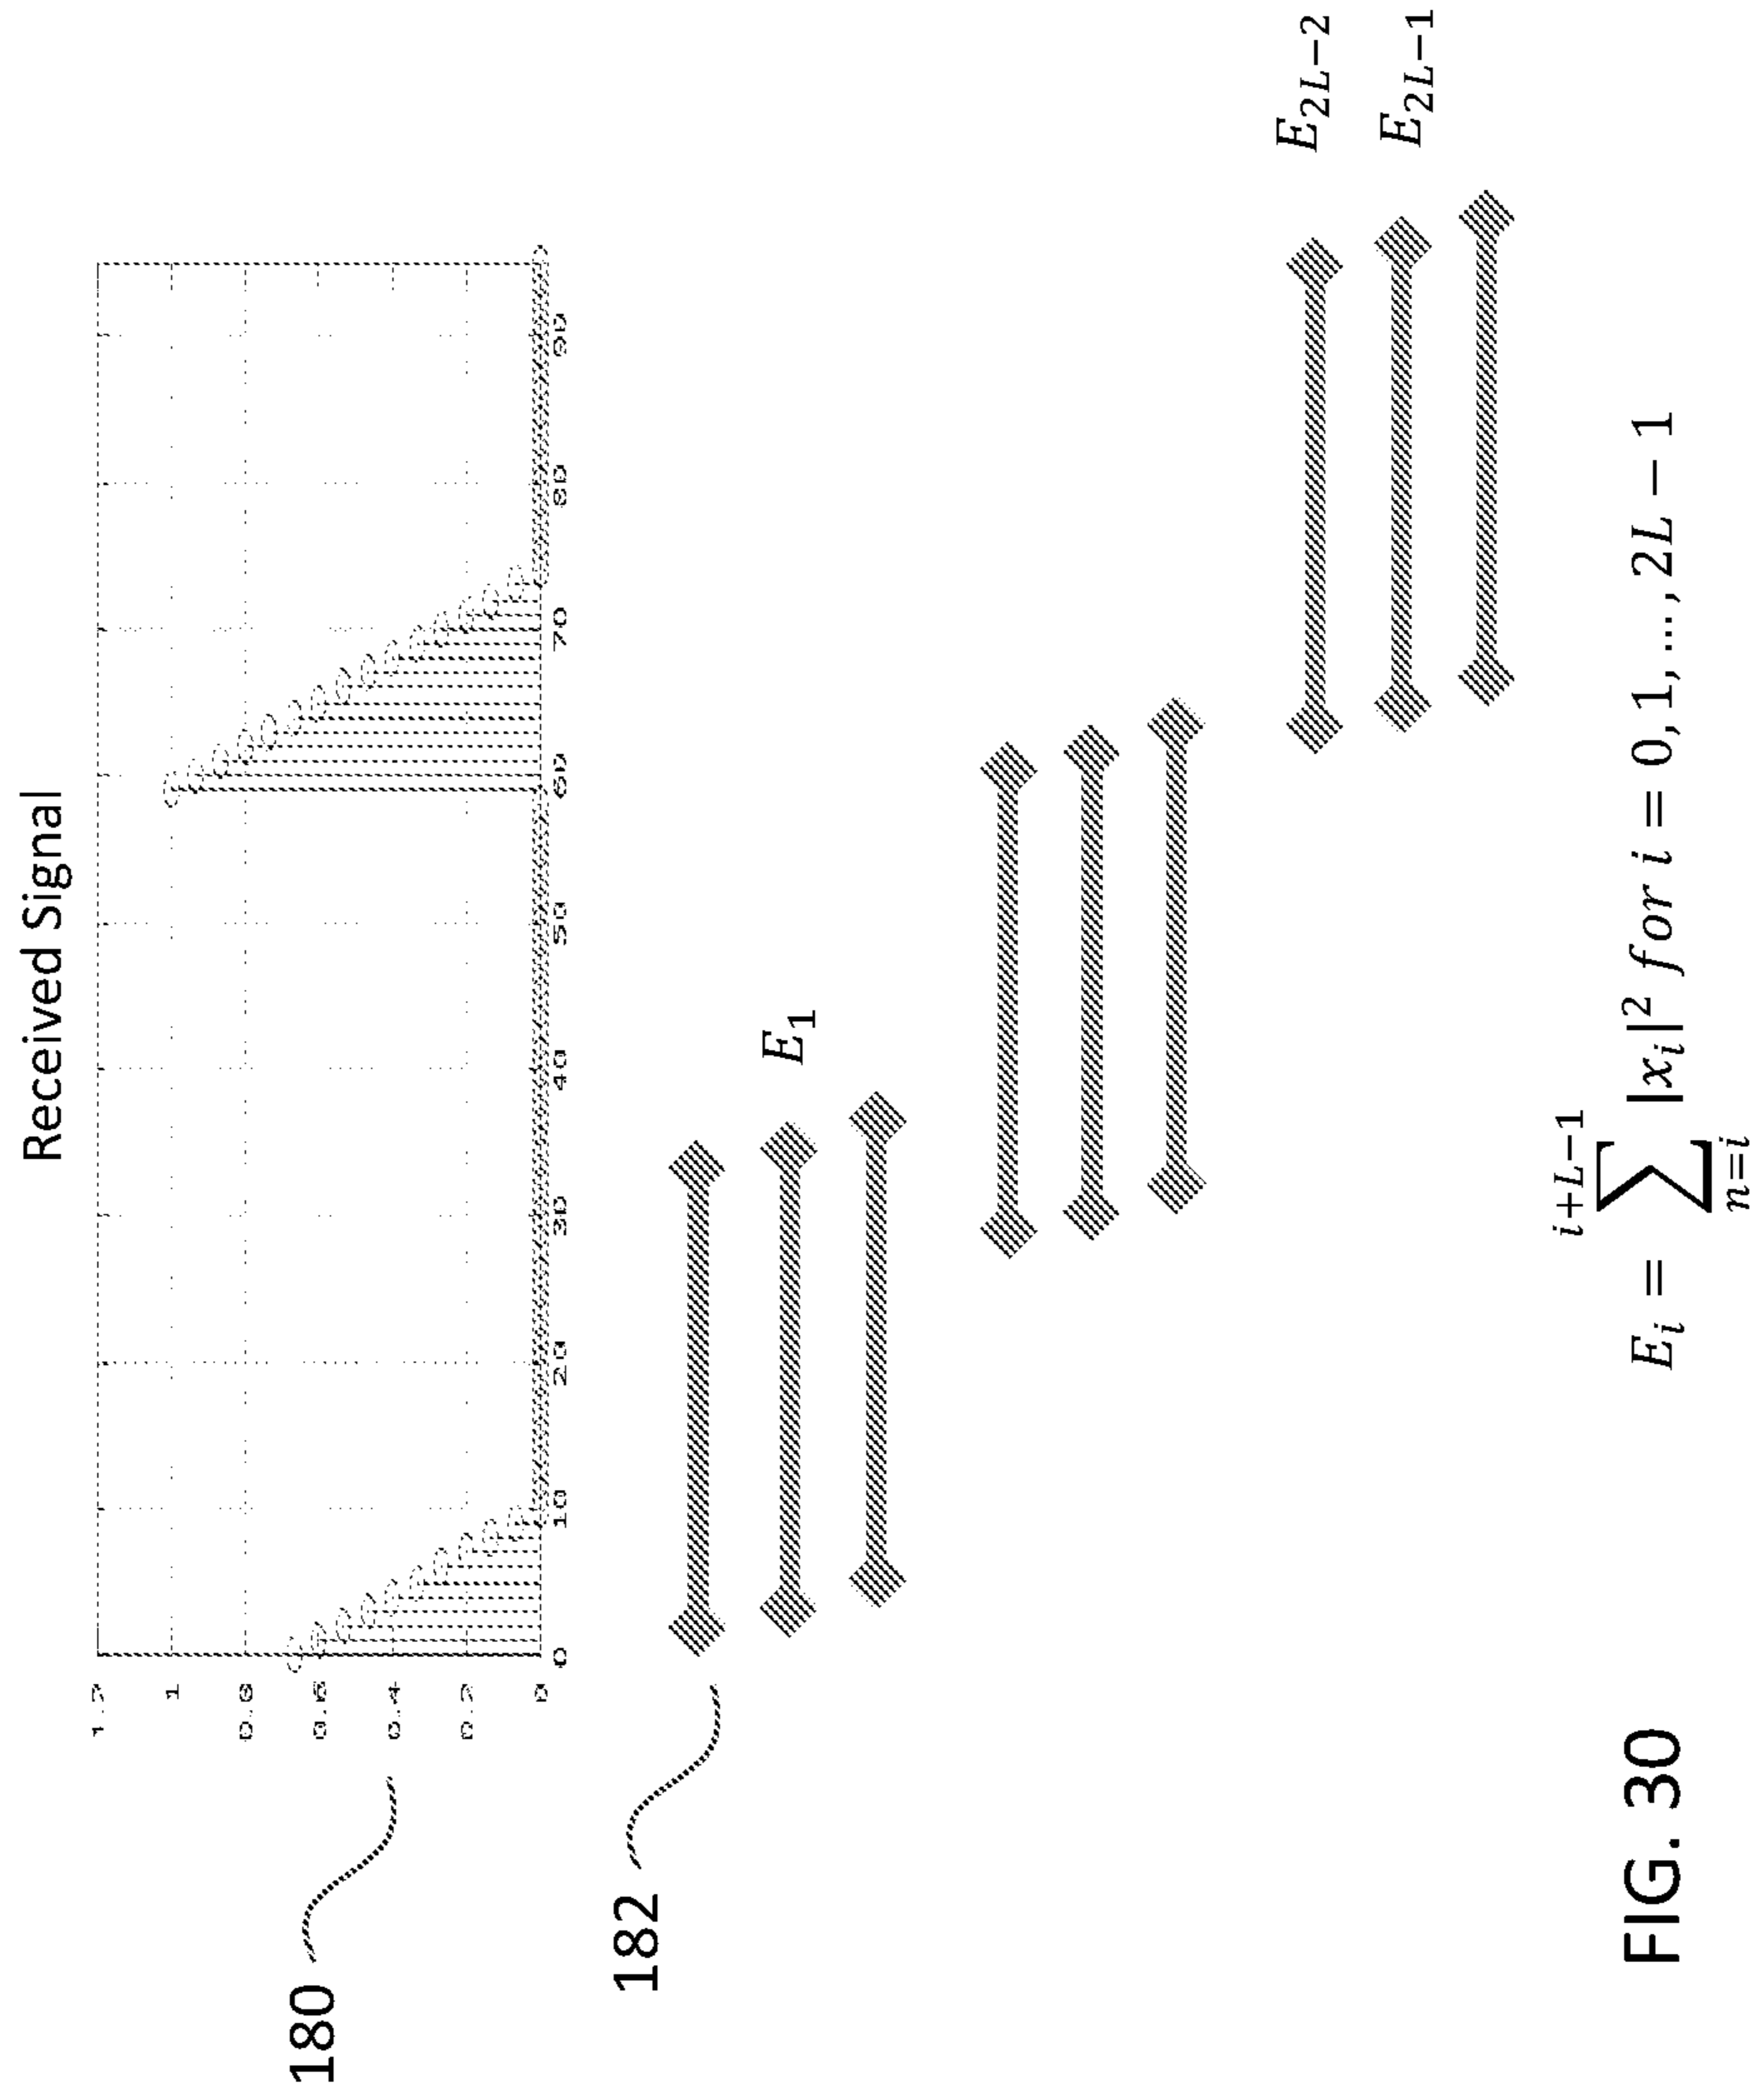 Received Signal
180
1.2
1
0.8
0.6
0.4
0.2
0
0 10 20 30 40 50 60 70 80 90
182
E_1
E_{2L-2}
E_{2L-1}
E_i = \sum_{n=i}^{i+L-1} |x_i|^2 for i = 0, 1, ... , 2L − 1
FIG. 30